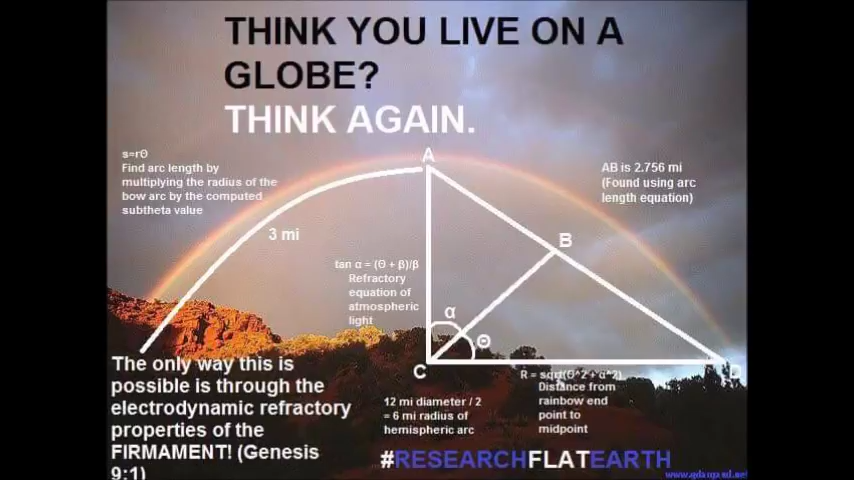 THINK YOU LIVE ON A
GLOBE?
THINK AGAIN.
s=rΘ
Find arc length by
multiplying the radius of the
bow arc by the computed
subtheta value
A
AB is 2.756 mi
(Found using arc
length equation)
3 mi
B
tan α = (Θ + β)/β
Refractory
equation of
atmospheric
light
α
Θ
C
D
The only way this is
possible is through the
electrodynamic refractory
properties of the
FIRMAMENT! (Genesis
9:1)
12 mi diameter / 2
= 6 mi radius of
hemispheric arc
R = sqrt(Θ^2 + α^2)
Distance from
rainbow end
point to
midpoint
#RESEARCHFLATEARTH